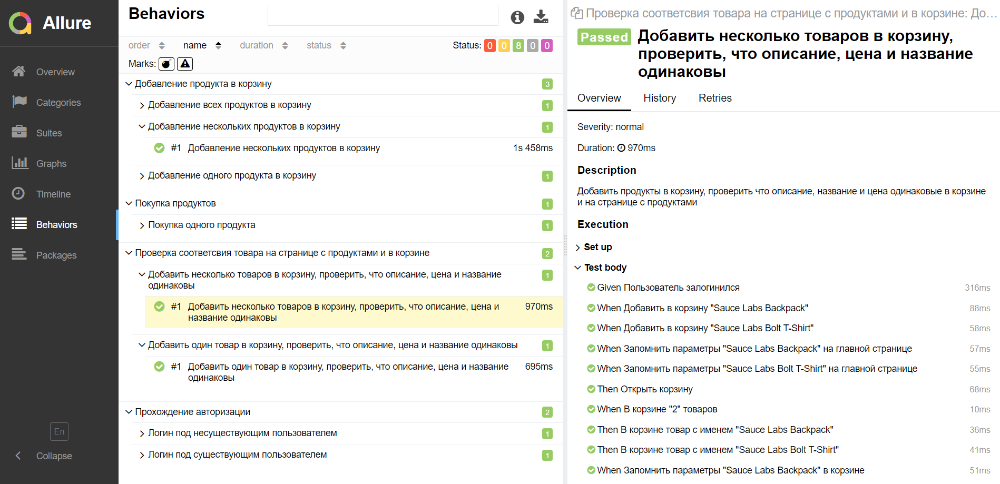 Allure
Overview
Categories
Suites
Graphs
Timeline
Behaviors
Packages
En
Collapse
Behaviors
order name duration status Status: 0 0 8 0 0
Marks:
Добавление продукта в корзину 3
Добавление всех продуктов в корзину 1
Добавление нескольких продуктов в корзину 1
#1 Добавление нескольких продуктов в корзину 1s 458ms
Добавление одного продукта в корзину 1
Покупка продуктов 1
Покупка одного продукта 1
Проверка соответсвия товара на странице с продуктами и в корзине 2
Добавить несколько товаров в корзину, проверить, что описание, цена и название 1
одинаковы
#1 Добавить несколько товаров в корзину, проверить, что описание, цена и 970ms
название одинаковы
Добавить один товар в корзину, проверить, что описание, цена и название одинаковы 1
#1 Добавить один товар в корзину, проверить, что описание, цена и название 695ms
одинаковы
Прохождение авторизации 2
Логин под несуществующим пользователем 1
Логин под существующим пользователем 1
Проверка соответсвия товара на странице с продуктами и в корзине: До...
Passed Добавить несколько товаров в корзину,
проверить, что описание, цена и название
одинаковы
Overview History Retries
Severity: normal
Duration: 970ms
Description
Добавить продукты в корзину, проверить что описание, название и цена одинаковые в корзине
и на странице с продуктами
Execution
Set up
Test body
Given Пользователь залогинился 316ms
When Добавить в корзину "Sauce Labs Backpack" 88ms
When Добавить в корзину "Sauce Labs Bolt T-Shirt" 58ms
When Запомнить параметры "Sauce Labs Backpack" на главной странице 57ms
When Запомнить параметры "Sauce Labs Bolt T-Shirt" на главной странице 55ms
Then Открыть корзину 68ms
When В корзине "2" товаров 10ms
Then В корзине товар с именем "Sauce Labs Backpack" 36ms
Then В корзине товар с именем "Sauce Labs Bolt T-Shirt" 41ms
When Запомнить параметры "Sauce Labs Backpack" в корзине 51ms